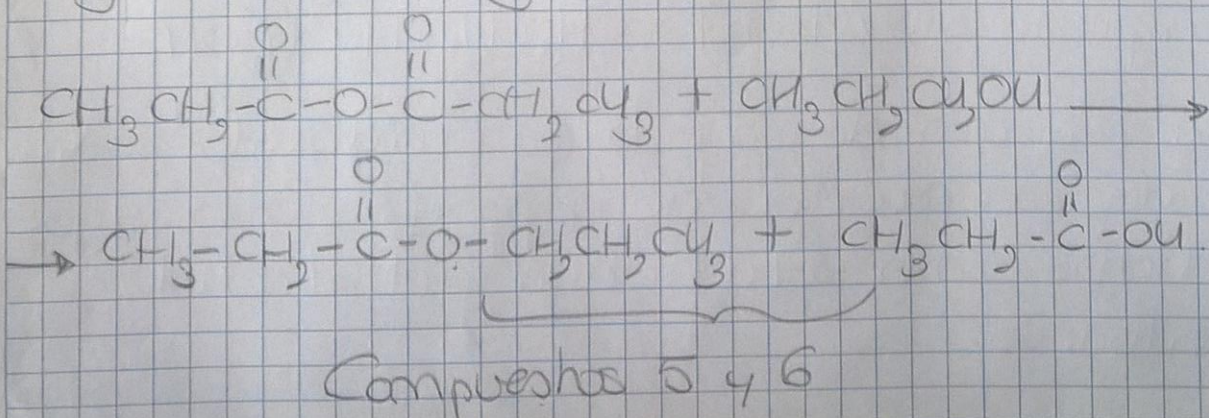 O O
|| ||
CH₃CH₂-C-O-C-CH₂CH₃ + CH₃CH₂CH₂OH →
O O
|| ||
→ CH₃-CH₂-C-O-CH₂CH₂CH₃ + CH₃CH₂-C-OH.
Compuestos 5 y 6